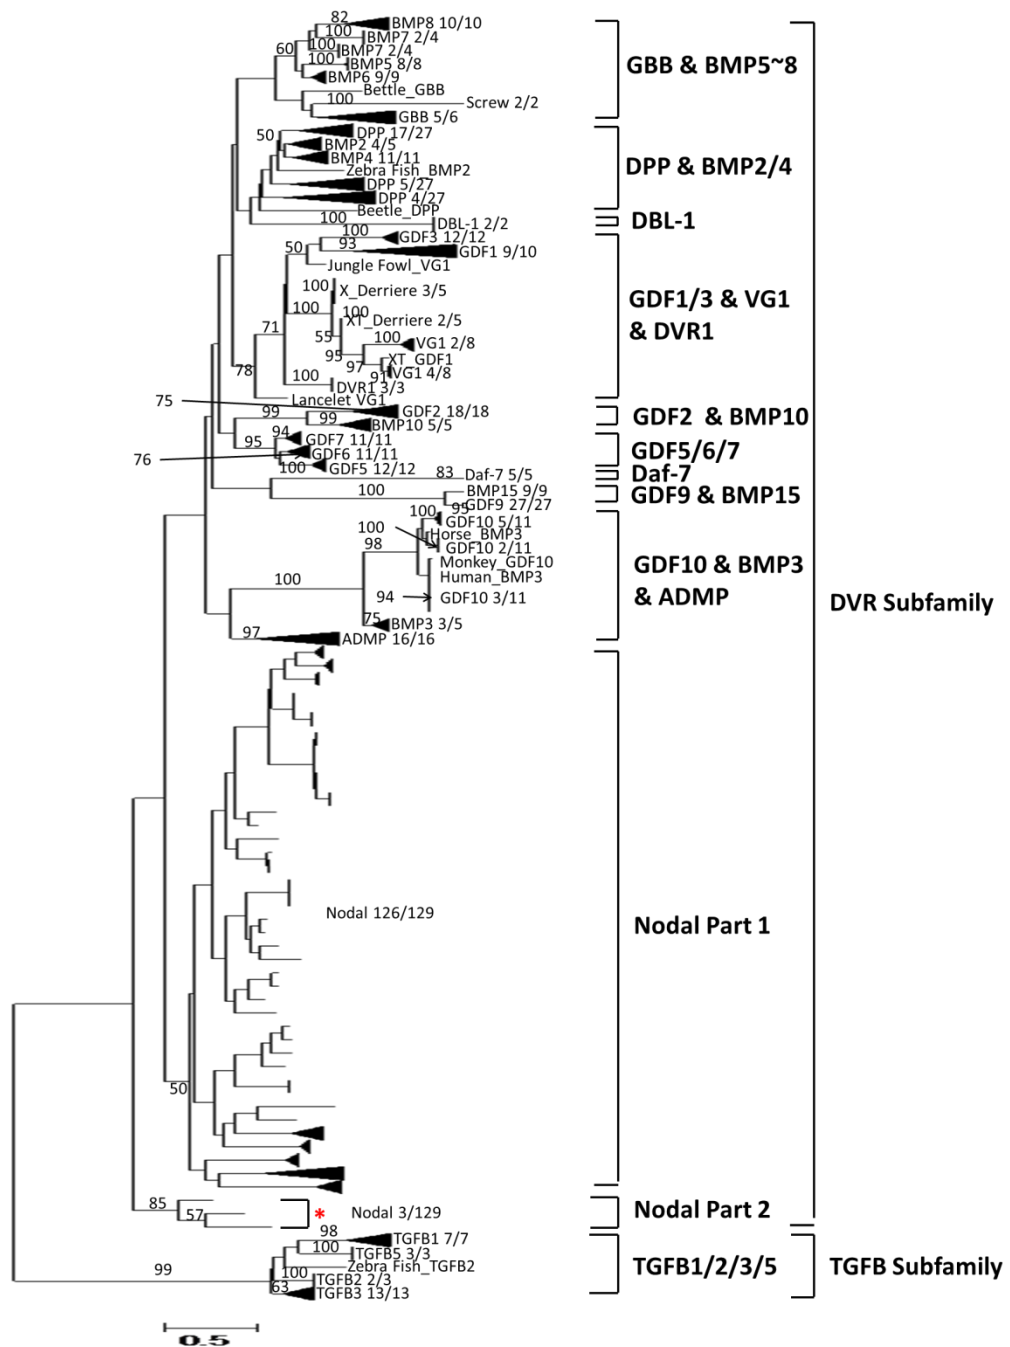 82
BMP8 10/10
100
BMP7 2/4
100
BMP7 2/4
60
100
BMP5 8/8
BMP6 9/9
Bettle_GBB
100
Screw 2/2
GBB 5/6
GBB & BMP5~8
50
DPP 17/27
BMP2 4/5
BMP4 11/11
Zebra Fish_BMP2
DPP 5/27
DPP 4/27
Beetle_DPP
DPP & BMP2/4
100
DBL-1 2/2
DBL-1
100
GDF3 12/12
50
93
GDF1 9/10
Jungle Fowl_VG1
100
X_Derriere 3/5
100
100
XT_Derriere 2/5
71
55
100
VG1 2/8
95
XT_GDF1
97
91
VG1 4/8
78
100
DVR1 3/3
Lancelet VG1
GDF1/3 & VG1
& DVR1
75
99
GDF2 18/18
99
BMP10 5/5
GDF2 & BMP10
94
GDF7 11/11
95
76
GDF6 11/11
100
GDF5 12/12
GDF5/6/7
83
Daf-7 5/5
Daf-7
100
BMP15 9/9
95
GDF9 27/27
GDF9 & BMP15
100
GDF10 5/11
100
Horse_BMP3
98
GDF10 2/11
Monkey_GDF10
100
Human_BMP3
94
GDF10 3/11
75
BMP3 3/5
97
ADMP 16/16
GDF10 & BMP3
& ADMP
DVR Subfamily
Nodal 126/129
Nodal Part 1
50
85
57
*
Nodal 3/129
Nodal Part 2
98
TGFB1 7/7
100
TGFB5 3/3
99
Zebra Fish_TGFB2
100
TGFB2 2/3
63
TGFB3 13/13
TGFB1/2/3/5
TGFB Subfamily
0.5